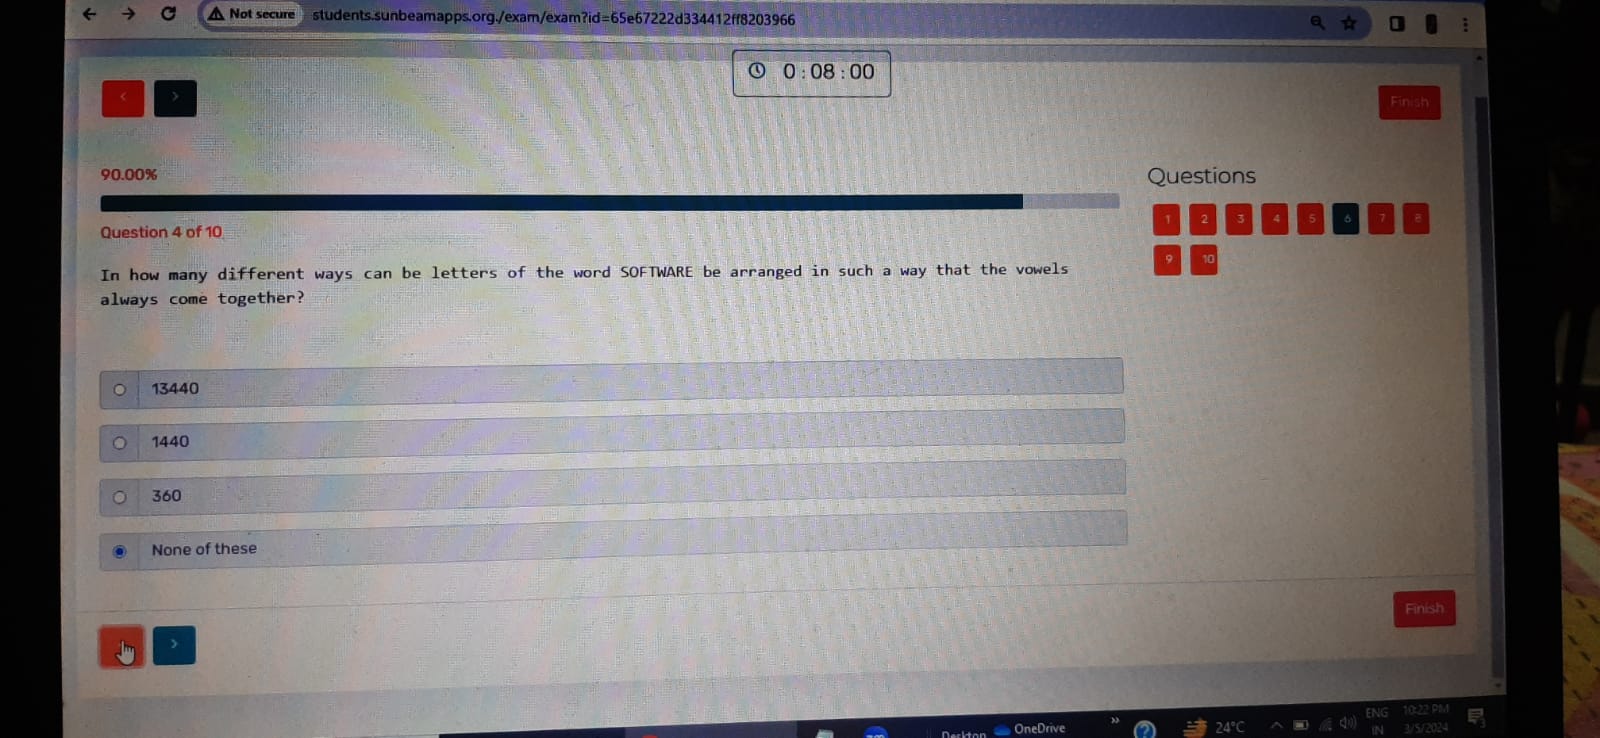 Not secure students.sunbeamapps.org./exam/exam?id=65e67222d334412ff8203966
0 : 08 : 00
Finish
90.00%
Question 4 of 10
In how many different ways can be letters of the word SOFTWARE be arranged in such a way that the vowels
always come together?
13440
1440
360
None of these
Questions
1 2 3 4 5 6 7 8
9 10
Finish
Desktop OneDrive 24°C ENG 10:22 PM
IN 3/5/2024 3